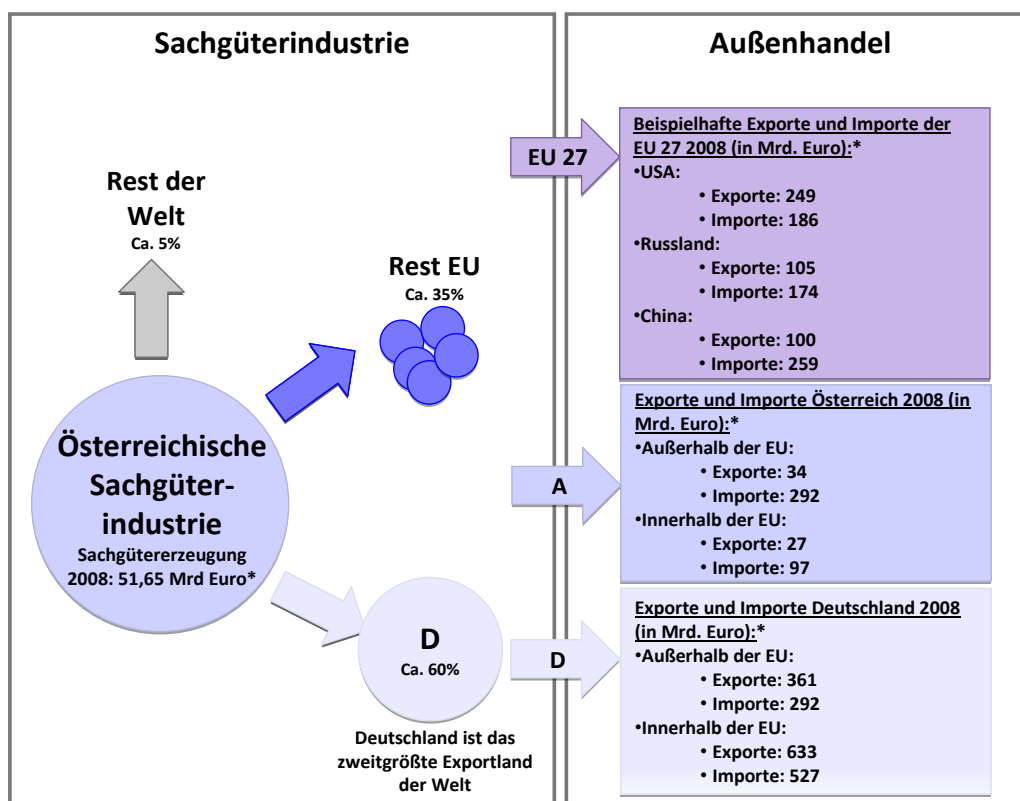 Sachgüterindustrie
Rest der
Welt
Ca. 5%
Rest EU
Ca. 35%
Österreichische
Sachgüter-
industrie
Sachgütererzeugung
2008: 51,65 Mrd Euro*
D
Ca. 60%
Deutschland ist das
zweitgrößte Exportland
der Welt
Außenhandel
EU 27
Beispielhafte Exporte und Importe der
EU 27 2008 (in Mrd. Euro):*
•USA:
• Exporte: 249
• Importe: 186
•Russland:
• Exporte: 105
• Importe: 174
•China:
• Exporte: 100
• Importe: 259
A
Exporte und Importe Österreich 2008 (in
Mrd. Euro):*
•Außerhalb der EU:
• Exporte: 34
• Importe: 292
•Innerhalb der EU:
• Exporte: 27
• Importe: 97
D
Exporte und Importe Deutschland 2008
(in Mrd. Euro):*
•Außerhalb der EU:
• Exporte: 361
• Importe: 292
•Innerhalb der EU:
• Exporte: 633
• Importe: 527